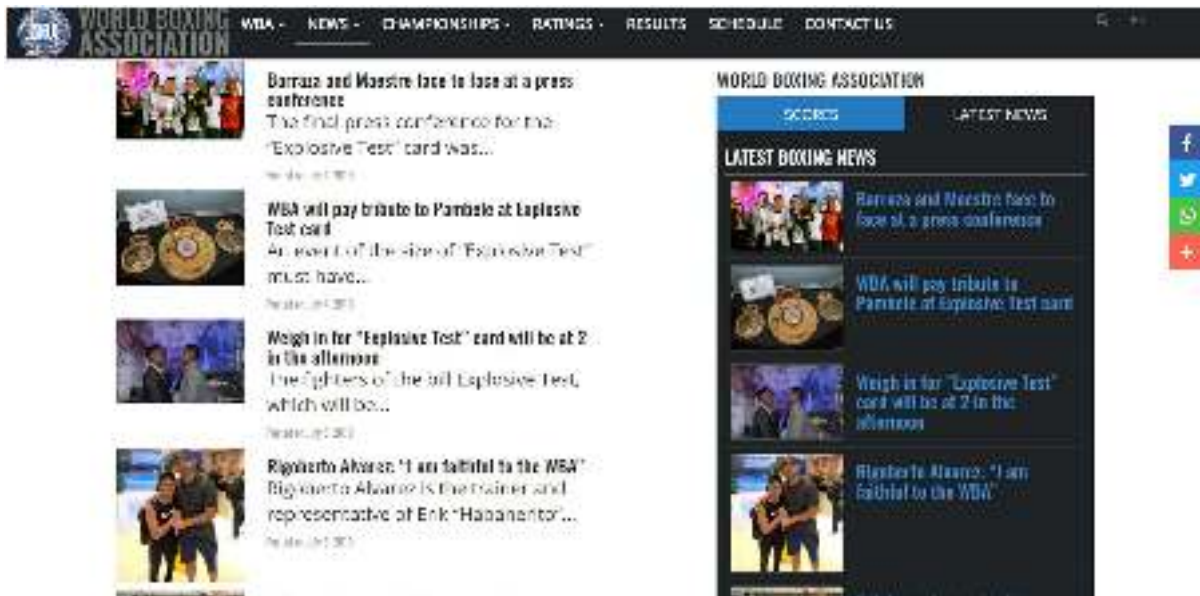 WORLD BOXING
ASSOCIATION
WBA
NEWS
CHAMPIONSHIPS
RATINGS
RESULTS
SCHEDULE
CONTACT US
Barraza and Maestre face to face at a press
conference
The final press conference for the
"Explosive Test" card was...
WBA will pay tribute to Pambele at Explosive
Test card
An event of the size of "Explosive Test"
must have...
Weigh in for "Explosive Test" card will be at 2
in the afternoon
The fighters of the bill Explosive Test,
which will be...
Rigoberto Alvarez: "I am faithful to the WBA"
Rigoberto Alvarez is the trainer and
representative of Erik "Habanerito"...
WORLD BOXING ASSOCIATION
SCORES
LATEST NEWS
LATEST BOXING NEWS
Barraza and Maestre face to
face at a press conference
WBA will pay tribute to
Pambele at Explosive Test card
Weigh in for "Explosive Test"
card will be at 2 in the
afternoon
Rigoberto Alvarez: "I am
faithful to the WBA"